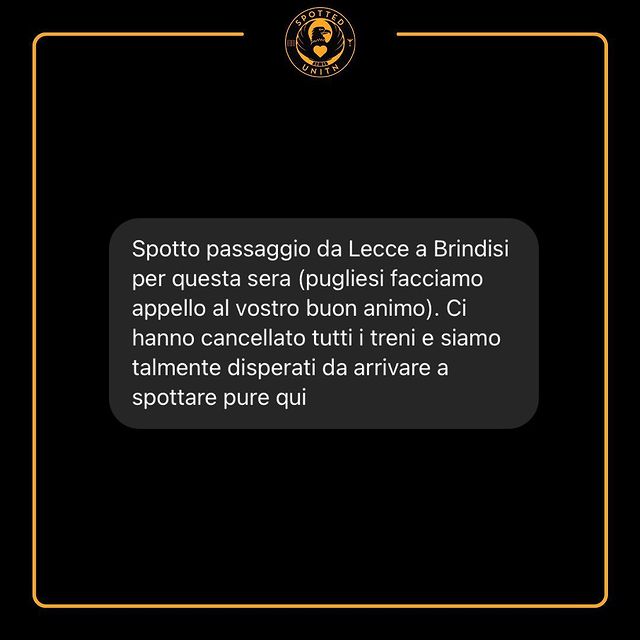 SPOTTED
UNITN
Spotto passaggio da Lecce a Brindisi
per questa sera (pugliesi facciamo
appello al vostro buon animo). Ci
hanno cancellato tutti i treni e siamo
talmente disperati da arrivare a
spottare pure qui